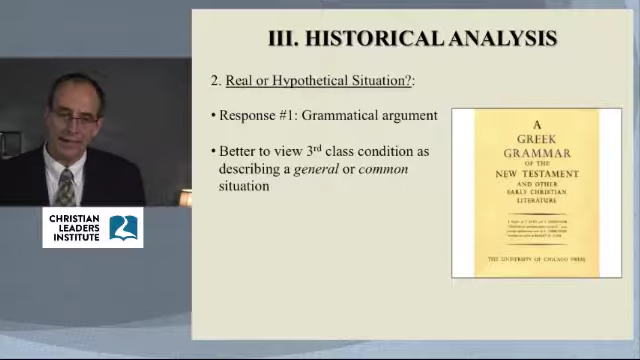 III. HISTORICAL ANALYSIS
2. Real or Hypothetical Situation?:
• Response #1: Grammatical argument
• Better to view 3rd class condition as
describing a general or common
situation
A
GREEK
GRAMMAR
OF THE
NEW TESTAMENT
AND OTHER
EARLY CHRISTIAN
LITERATURE
THE UNIVERSITY OF CHICAGO PRESS
CHRISTIAN
LEADERS
INSTITUTE